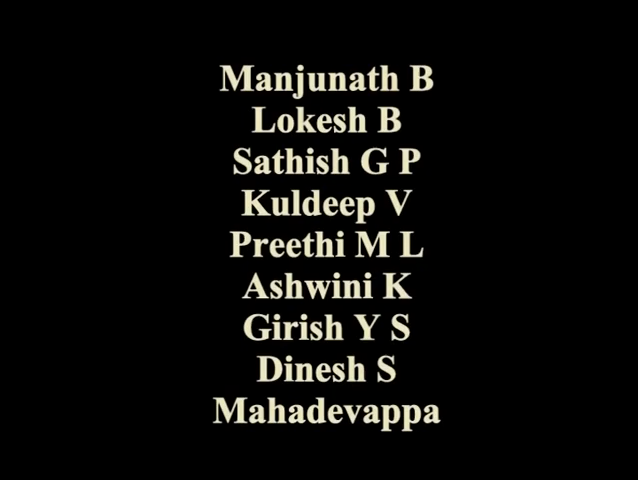 Manjunath B
Lokesh B
Sathish G P
Kuldeep V
Preethi M L
Ashwini K
Girish Y S
Dinesh S
Mahadevappa